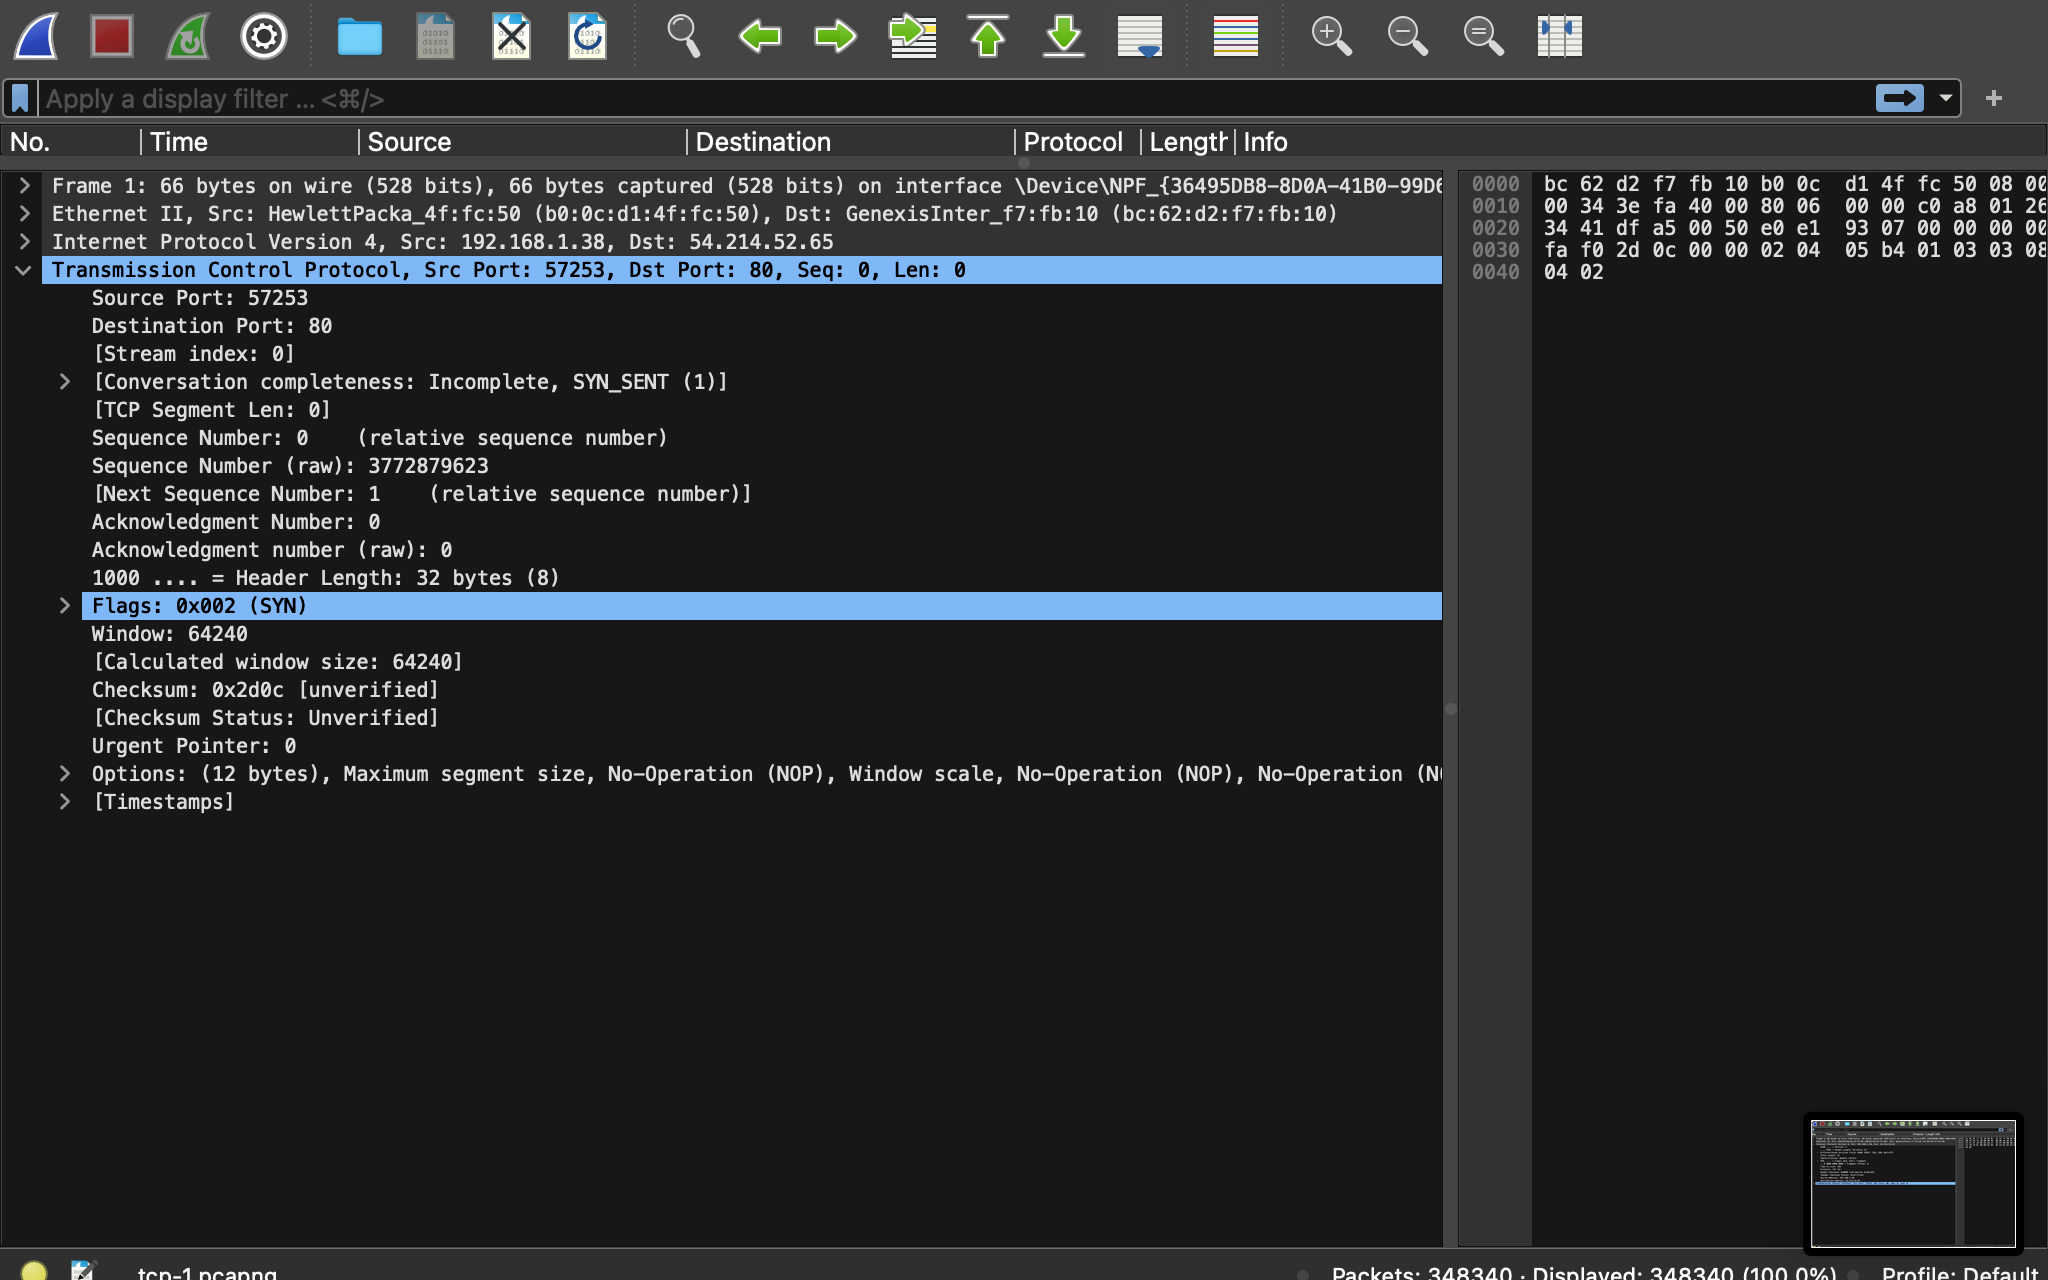 Apply a display filter ... <⌘/>
No. Time Source Destination Protocol Length Info
Frame 1: 66 bytes on wire (528 bits), 66 bytes captured (528 bits) on interface \Device\NPF_{36495DB8-8D0A-41B0-99D6
Ethernet II, Src: HewlettPacka_4f:fc:50 (b0:0c:d1:4f:fc:50), Dst: GenexisInter_f7:fb:10 (bc:62:d2:f7:fb:10)
Internet Protocol Version 4, Src: 192.168.1.38, Dst: 54.214.52.65
Transmission Control Protocol, Src Port: 57253, Dst Port: 80, Seq: 0, Len: 0
Source Port: 57253
Destination Port: 80
[Stream index: 0]
[Conversation completeness: Incomplete, SYN_SENT (1)]
[TCP Segment Len: 0]
Sequence Number: 0 (relative sequence number)
Sequence Number (raw): 3772879623
[Next Sequence Number: 1 (relative sequence number)]
Acknowledgment Number: 0
Acknowledgment number (raw): 0
1000 .... = Header Length: 32 bytes (8)
Flags: 0x002 (SYN)
Window: 64240
[Calculated window size: 64240]
Checksum: 0x2d0c [unverified]
[Checksum Status: Unverified]
Urgent Pointer: 0
Options: (12 bytes), Maximum segment size, No-Operation (NOP), Window scale, No-Operation (NOP), No-Operation (NO
[Timestamps]
0000 bc 62 d2 f7 fb 10 b0 0c d1 4f fc 50 08 00
0010 00 34 3e fa 40 00 80 06 00 00 c0 a8 01 26
0020 34 41 df a5 00 50 e0 e1 93 07 00 00 00 00
0030 fa f0 2d 0c 00 00 02 04 05 b4 01 03 03 08
0040 04 02
tcp-1.pcapng
Packets: 348340 · Displayed: 348340 (100.0%)
Profile: Default